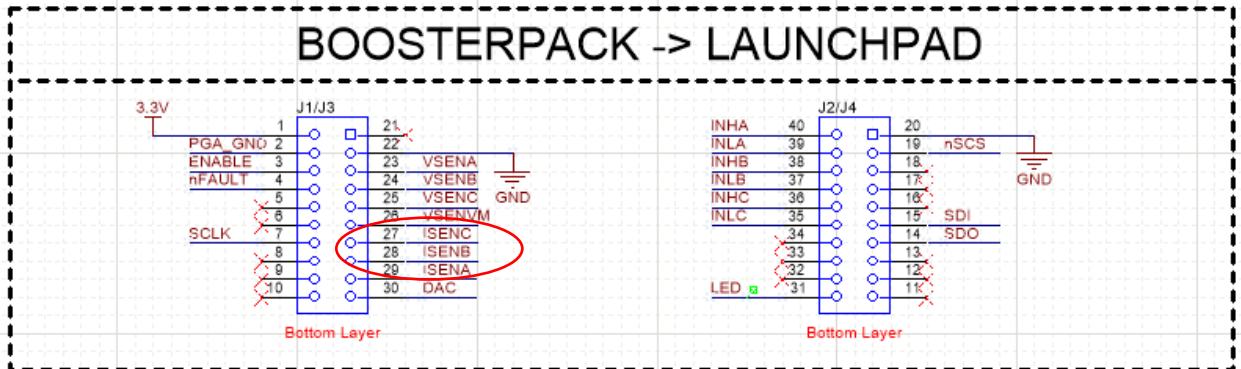 BOOSTERPACK -> LAUNCHPAD
3.3V
J1/J3
1 21
PGA_GND 2 22
ENABLE 3 23 VSENA
nFAULT 4 24 VSENB
5 25 VSENC
GND
6 26 VSENVM
SCLK 7 27 ISENC
8 28 ISENB
9 29 ISENA
10 30 DAC
Bottom Layer
J2/J4
INHA 40 20
INLA 39 19 nSCS
INHB 38 18
INLB 37 17
GND
INHC 36 16
INLC 35 15 SDI
34 14 SDO
33 13
32 12
LED 31 11
Bottom Layer